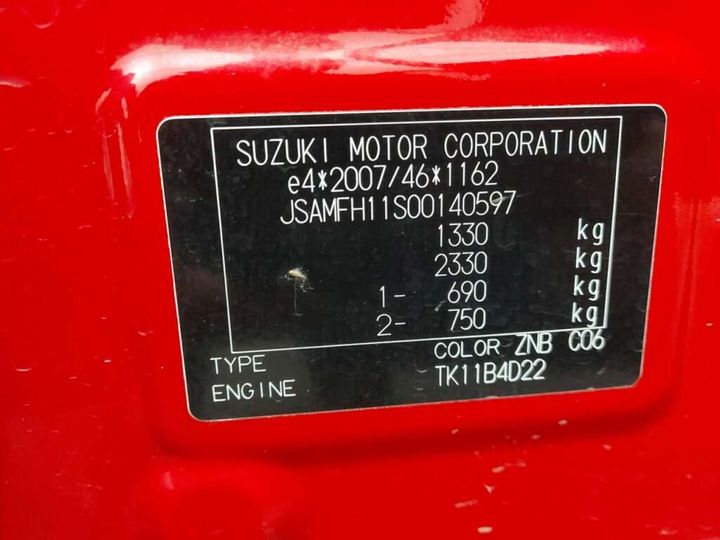 SUZUKI MOTOR CORPORATION
e4*2007/46*1162
JSAMFH11S00140597
1330 kg
2330 kg
1- 690 kg
2- 750 kg
TYPE COLOR ZNB C06
ENGINE TK11B4D22